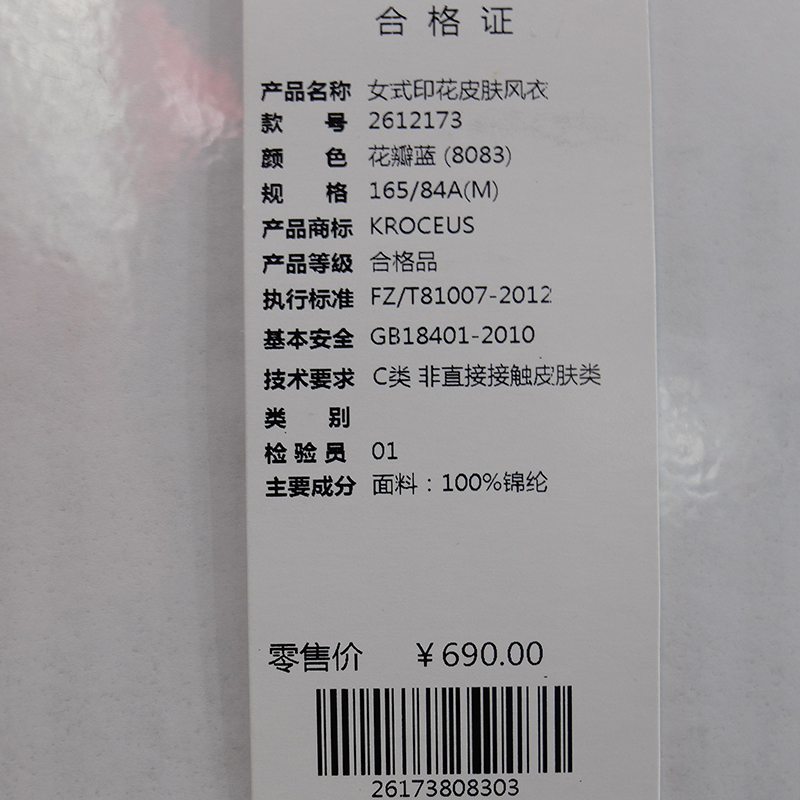 合格证
产品名称 女式印花皮肤风衣
款号 2612173
颜色 花瓣蓝 (8083)
规格 165/84A(M)
产品商标 KROCEUS
产品等级 合格品
执行标准 FZ/T81007-2012
基本安全 GB18401-2010
技术要求 C类 非直接接触皮肤类
类别
检验员 01
主要成分 面料：100%锦纶
零售价 ￥690.00
26173808303